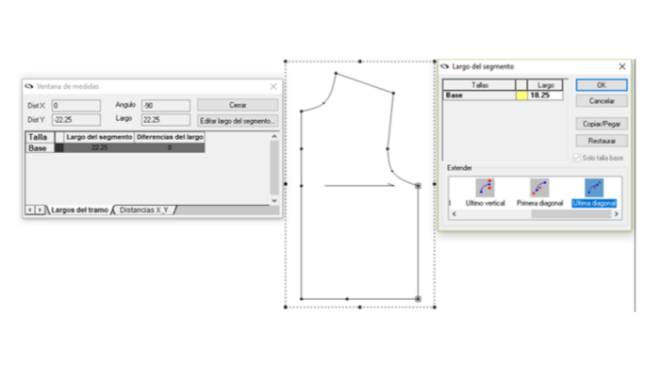 Ventana de medidas
Dist X 0 Angulo -90 Cerrar
Dist Y -22.25 Largo 22.25 Editar largo del segmento...
Talla Largo del segmento Diferencias del largo
Base 22.25 0
Largos del tramo Distancias X_Y
Largo del segmento
Tallas Largo
Base 18.25
OK
Cancelar
Copiar/Pegar
Restaurar
Solo talla base
Extender
l Ultimo vertical Primera diagonal Ultima diagonal